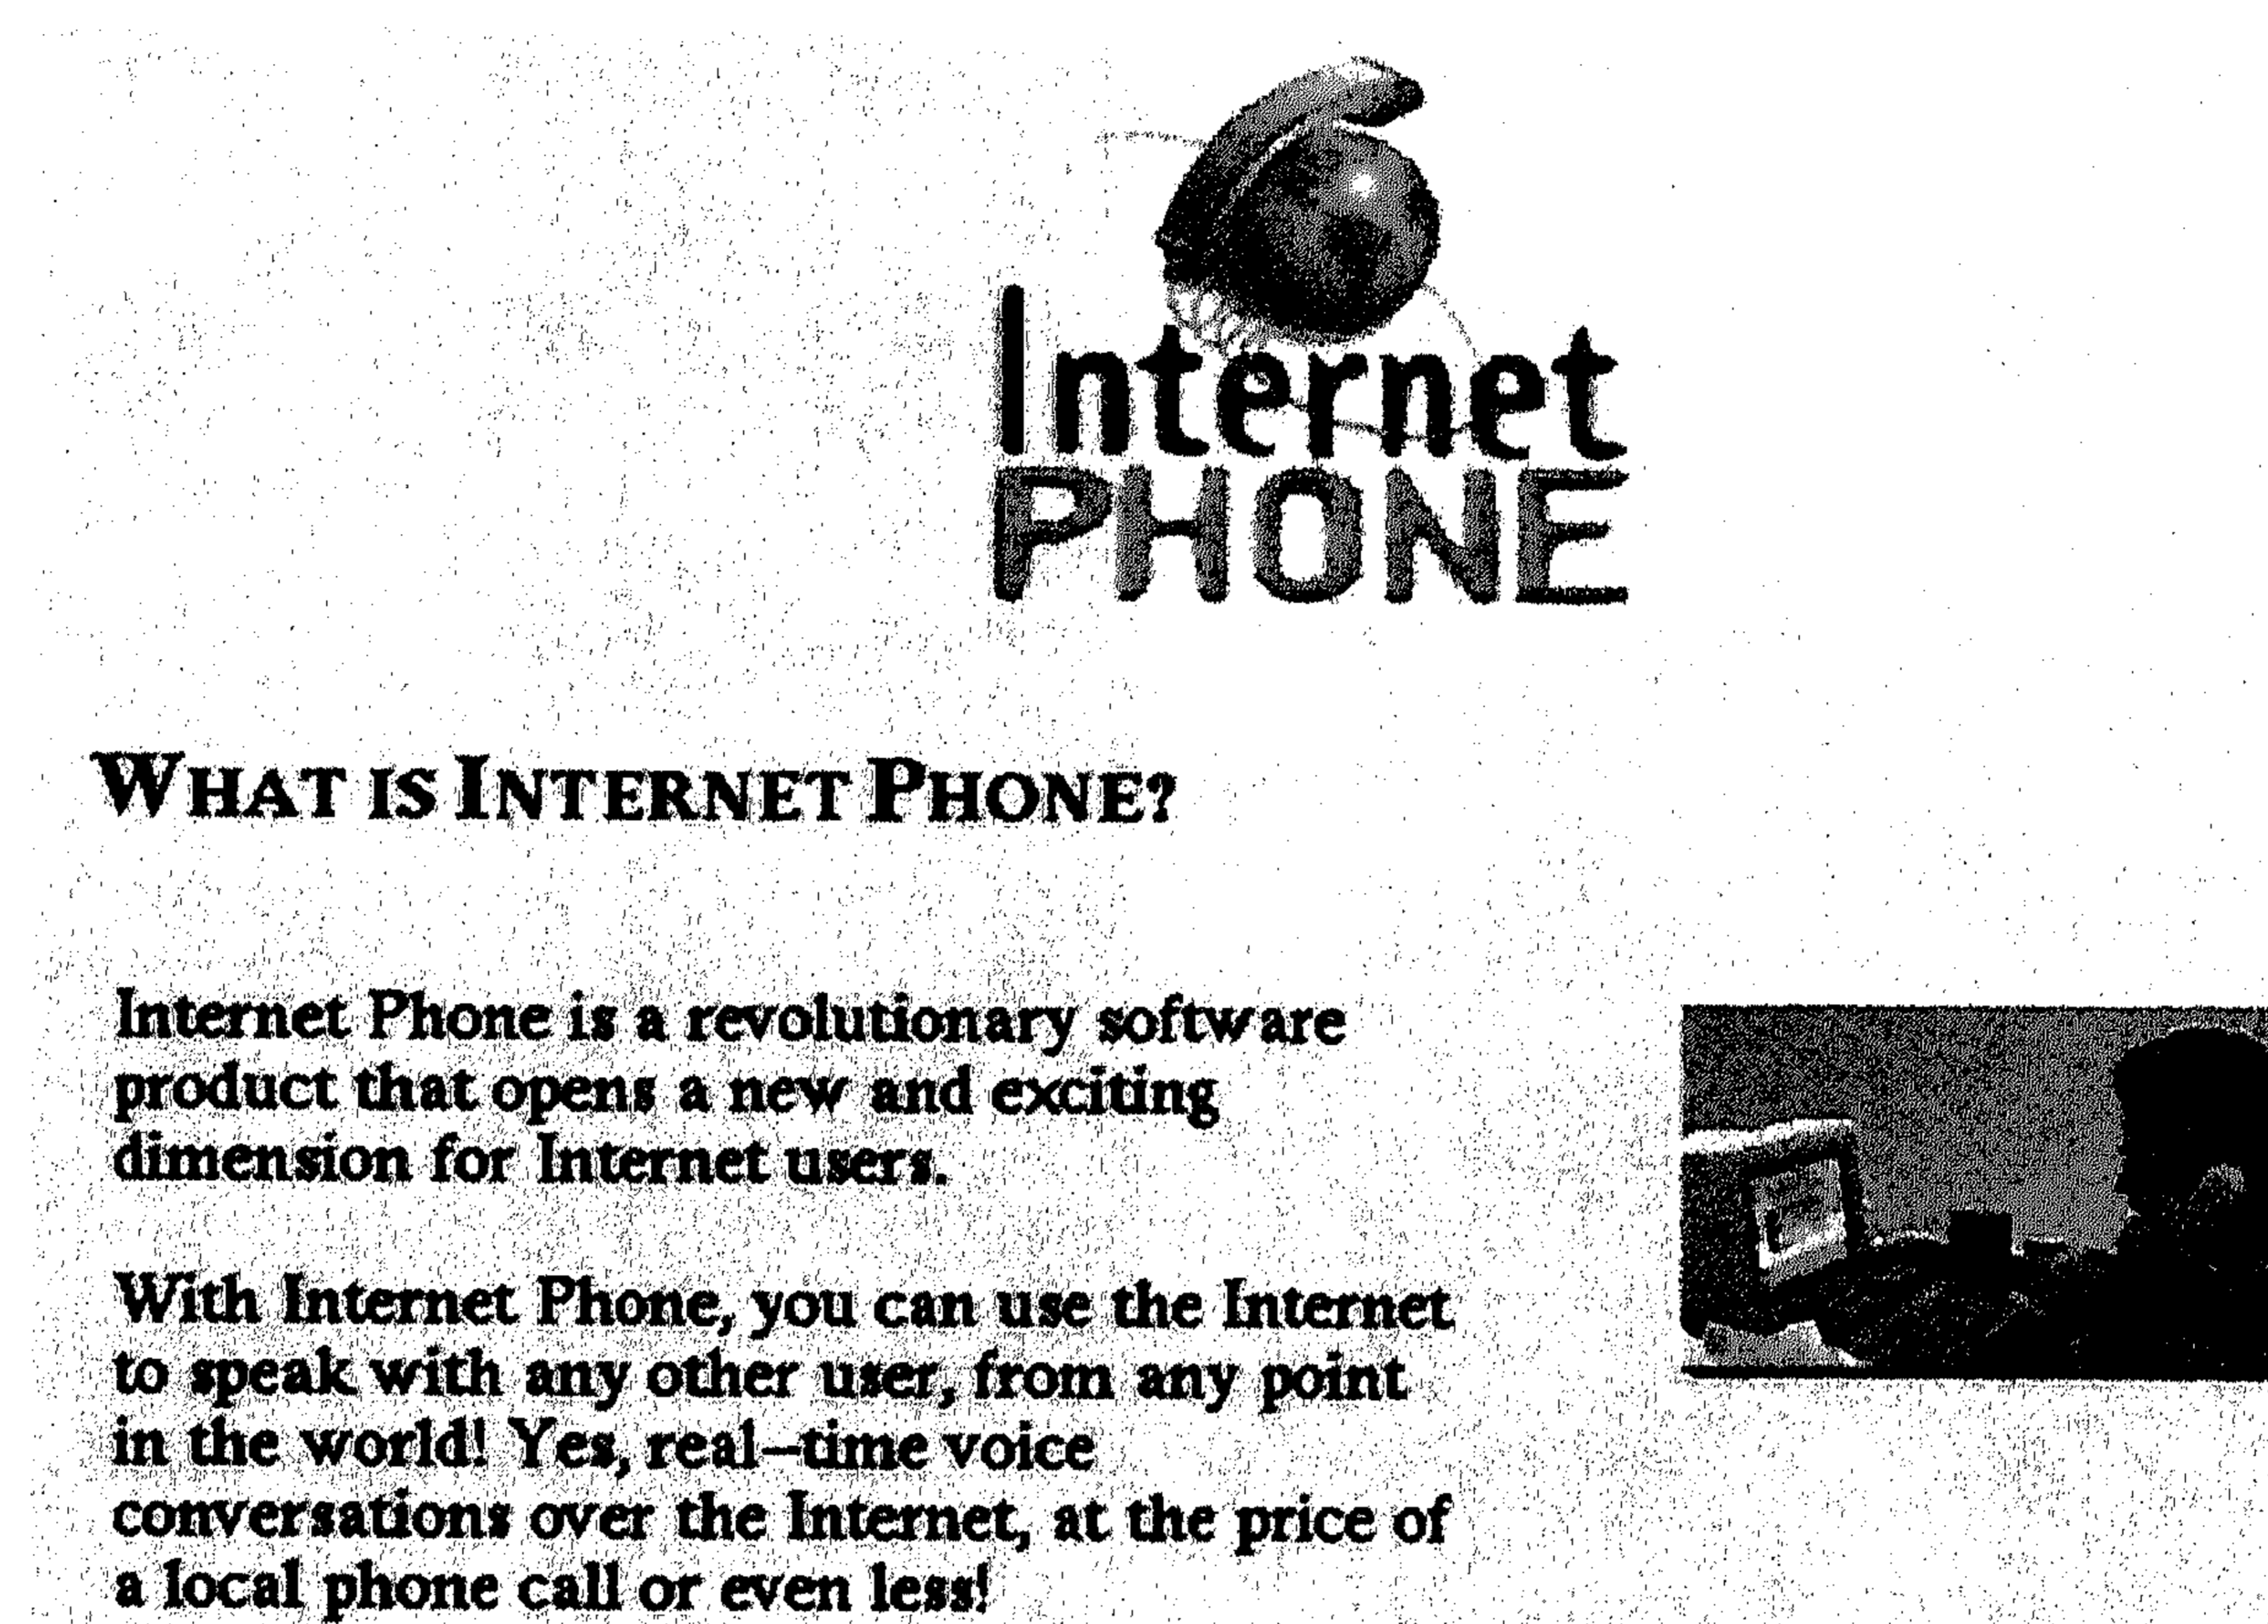 Internet
PHONE
WHAT IS INTERNET PHONE?
Internet Phone is a revolutionary software
product that opens a new and exciting
dimension for Internet users.
With Internet Phone, you can use the Internet
to speak with any other user, from any point
in the world! Yes, real–time voice
conversations over the Internet, at the price of
a local phone call or even less!